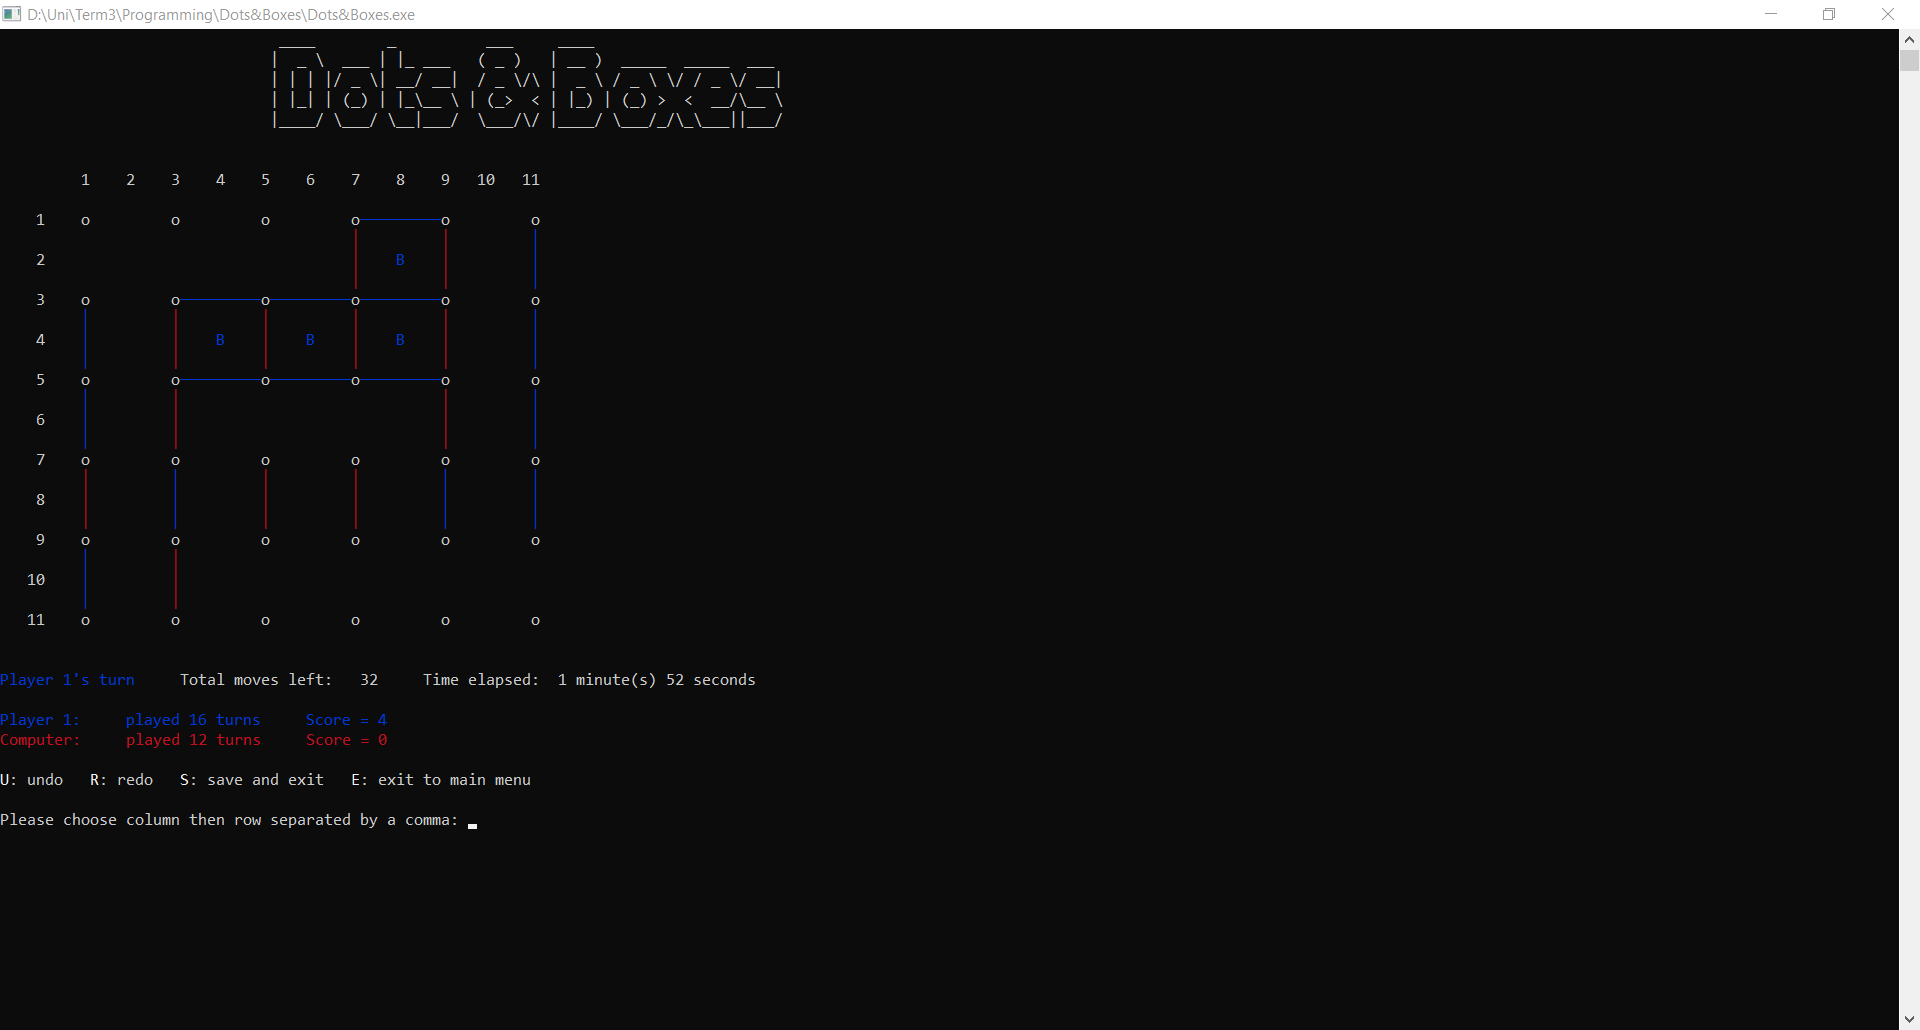 D:\Uni\Term3\Programming\Dots&Boxes\Dots&Boxes.exe
Dots & Boxes
1 2 3 4 5 6 7 8 9 10 11
1 o o o o o o
2 B
3 o o o o o o
4 B B B
5 o o o o o o
6
7 o o o o o o
8
9 o o o o o o
10
11 o o o o o o
Player 1's turn Total moves left: 32 Time elapsed: 1 minute(s) 52 seconds
Player 1: played 16 turns Score = 4
Computer: played 12 turns Score = 0
U: undo R: redo S: save and exit E: exit to main menu
Please choose column then row separated by a comma: